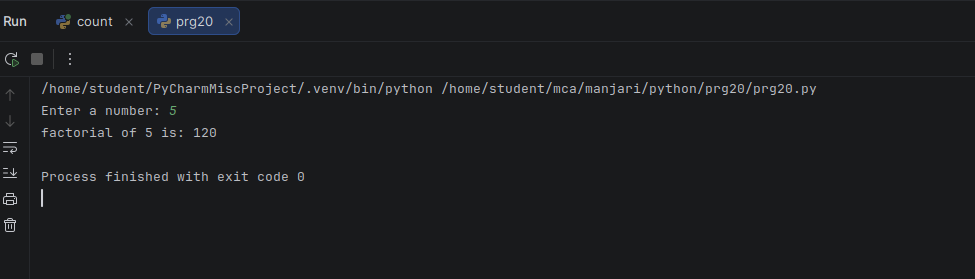 Run count × prg20 ×
/home/student/PyCharmMiscProject/.venv/bin/python /home/student/mca/manjari/python/prg20/prg20.py
Enter a number: 5
factorial of 5 is: 120
Process finished with exit code 0